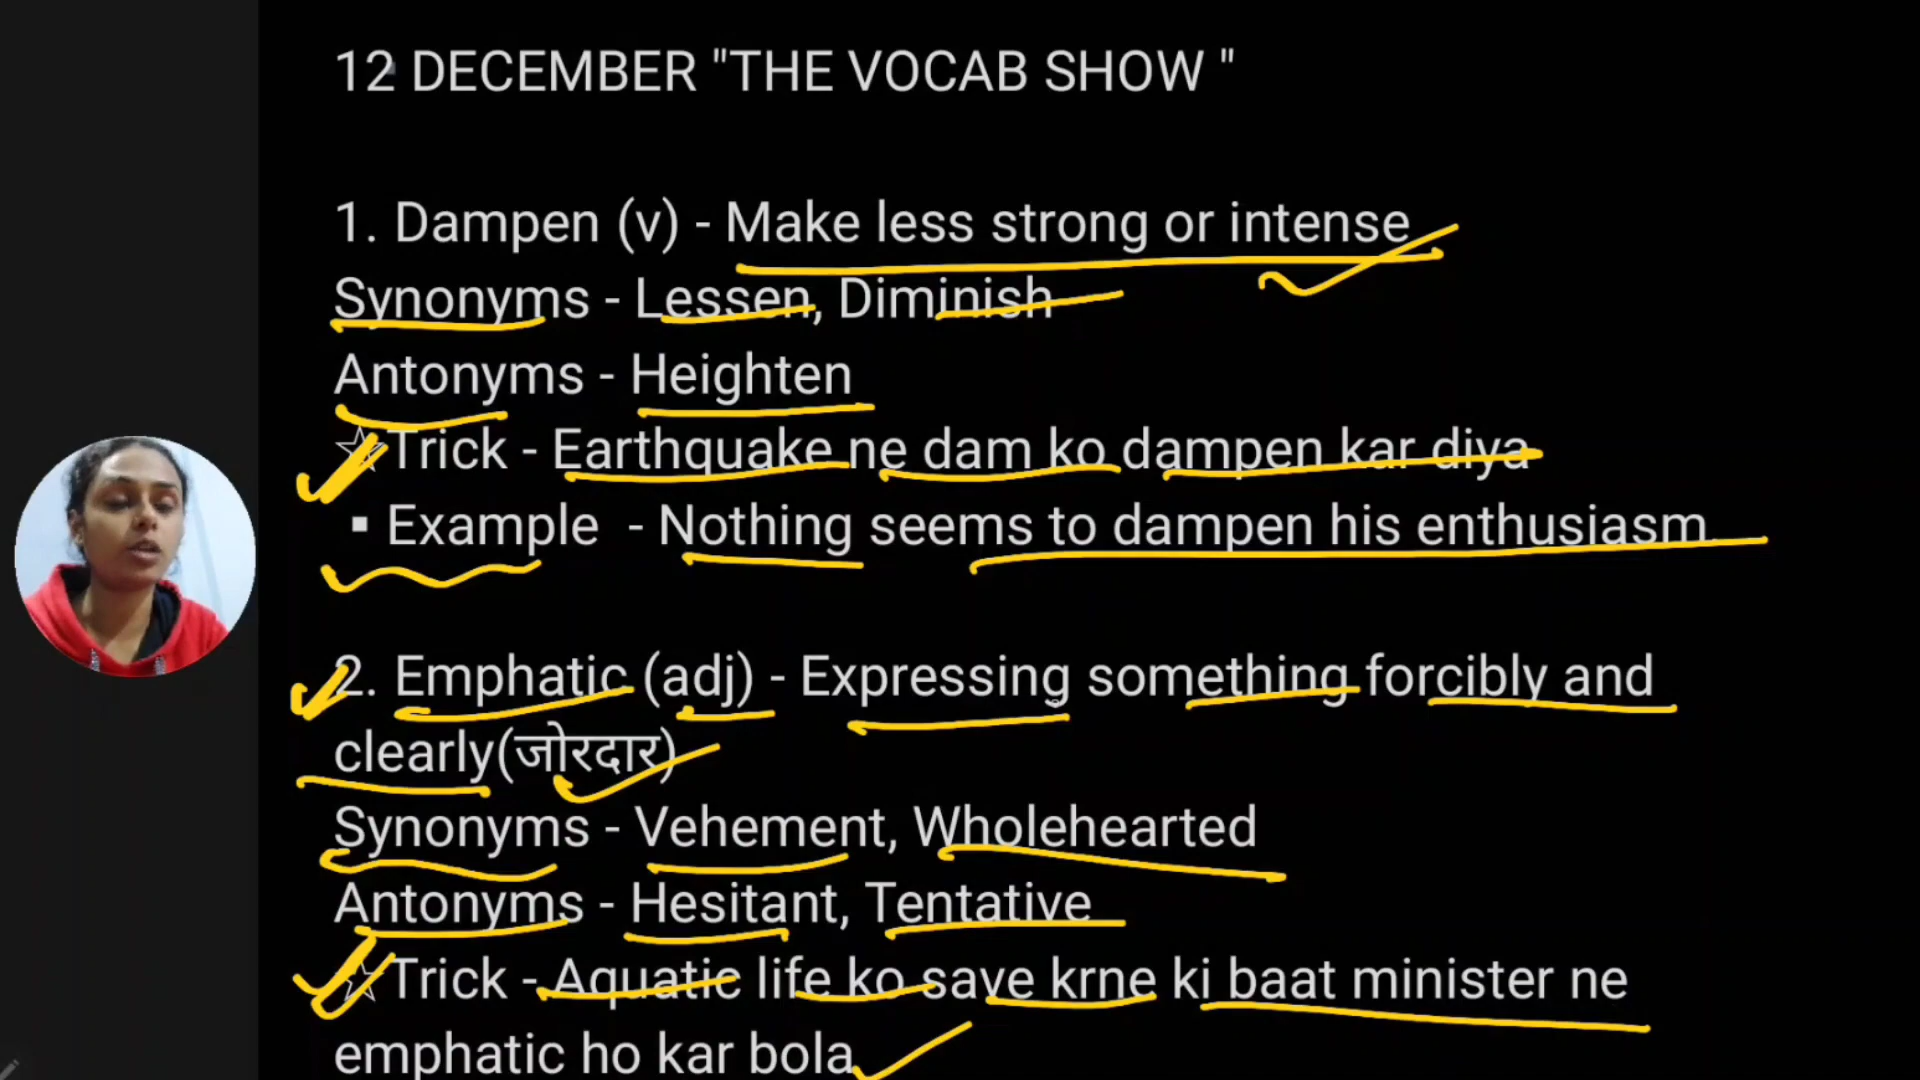 12 DECEMBER "THE VOCAB SHOW "
1. Dampen (v) - Make less strong or intense
Synonyms - Lessen, Diminish
Antonyms - Heighten
☆Trick - Earthquake ne dam ko dampen kar diya
▪ Example - Nothing seems to dampen his enthusiasm.
2. Emphatic (adj) - Expressing something forcibly and
clearly(जोरदार)
Synonyms - Vehement, Wholehearted
Antonyms - Hesitant, Tentative
☆Trick - Aquatic life ko save krne ki baat minister ne
emphatic ho kar bola